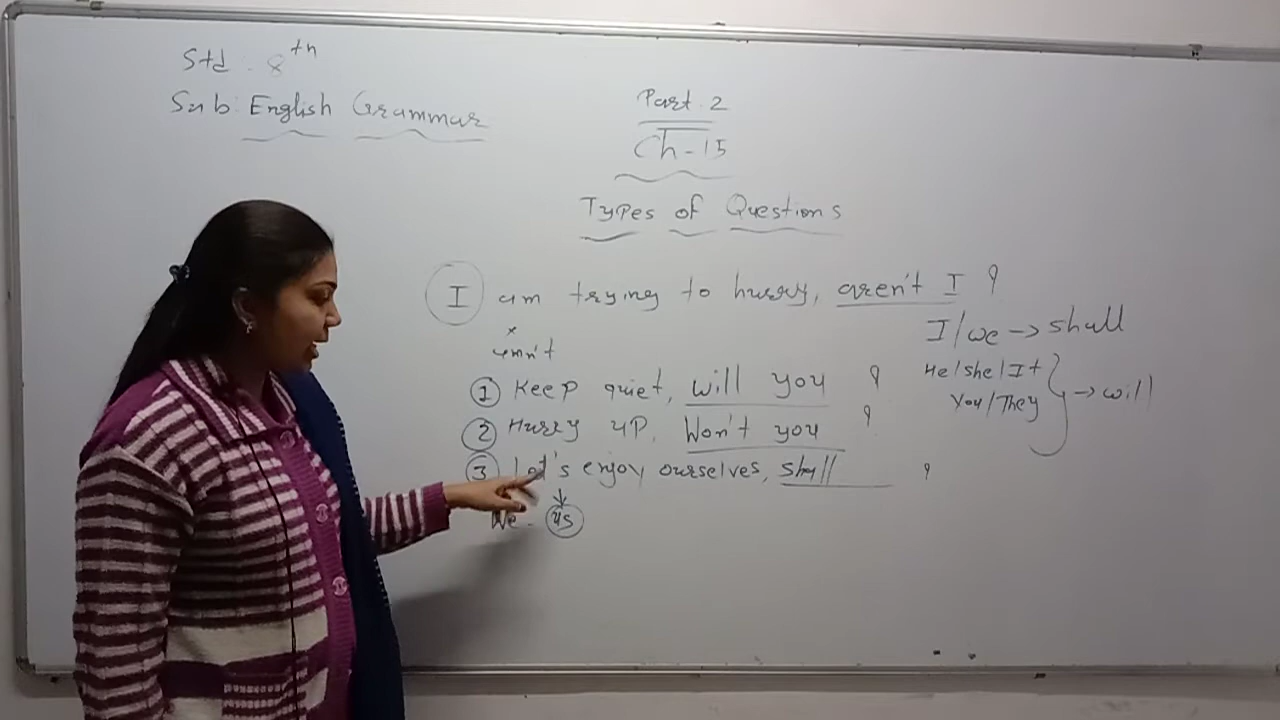 Std : 8th
Sub: English Grammar
Part. 2
Ch-15
Types of Questions
I am trying to hurry, aren't I ?
x
amn't
I/we → shall
He/she/It
You/They
→ will
1 Keep quiet, will you ?
2 Hurry up, Won't you ?
3 Let's enjoy ourselves, shall ?
We - us